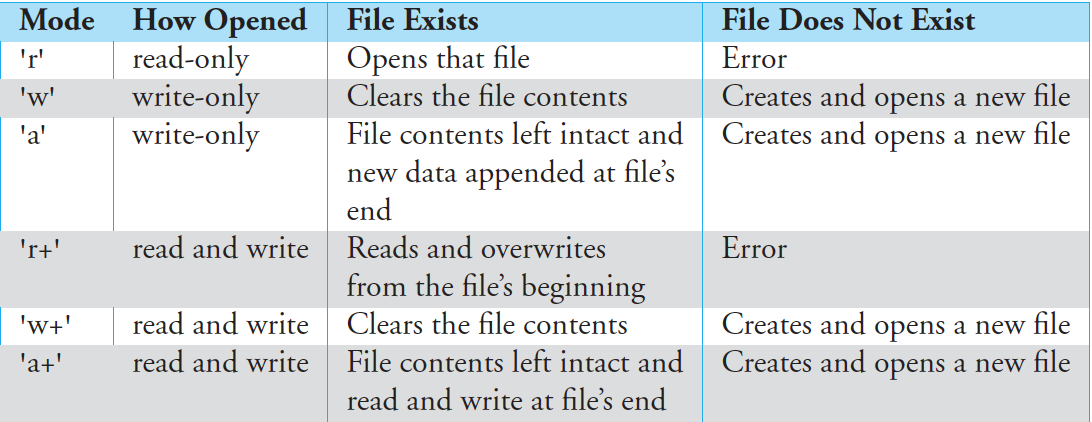 Mode How Opened File Exists File Does Not Exist
'r' read-only Opens that file Error
'w' write-only Clears the file contents Creates and opens a new file
'a' write-only File contents left intact and Creates and opens a new file
new data appended at file’s
end
'r+' read and write Reads and overwrites Error
from the file’s beginning
'w+' read and write Clears the file contents Creates and opens a new file
'a+' read and write File contents left intact and Creates and opens a new file
read and write at file’s end